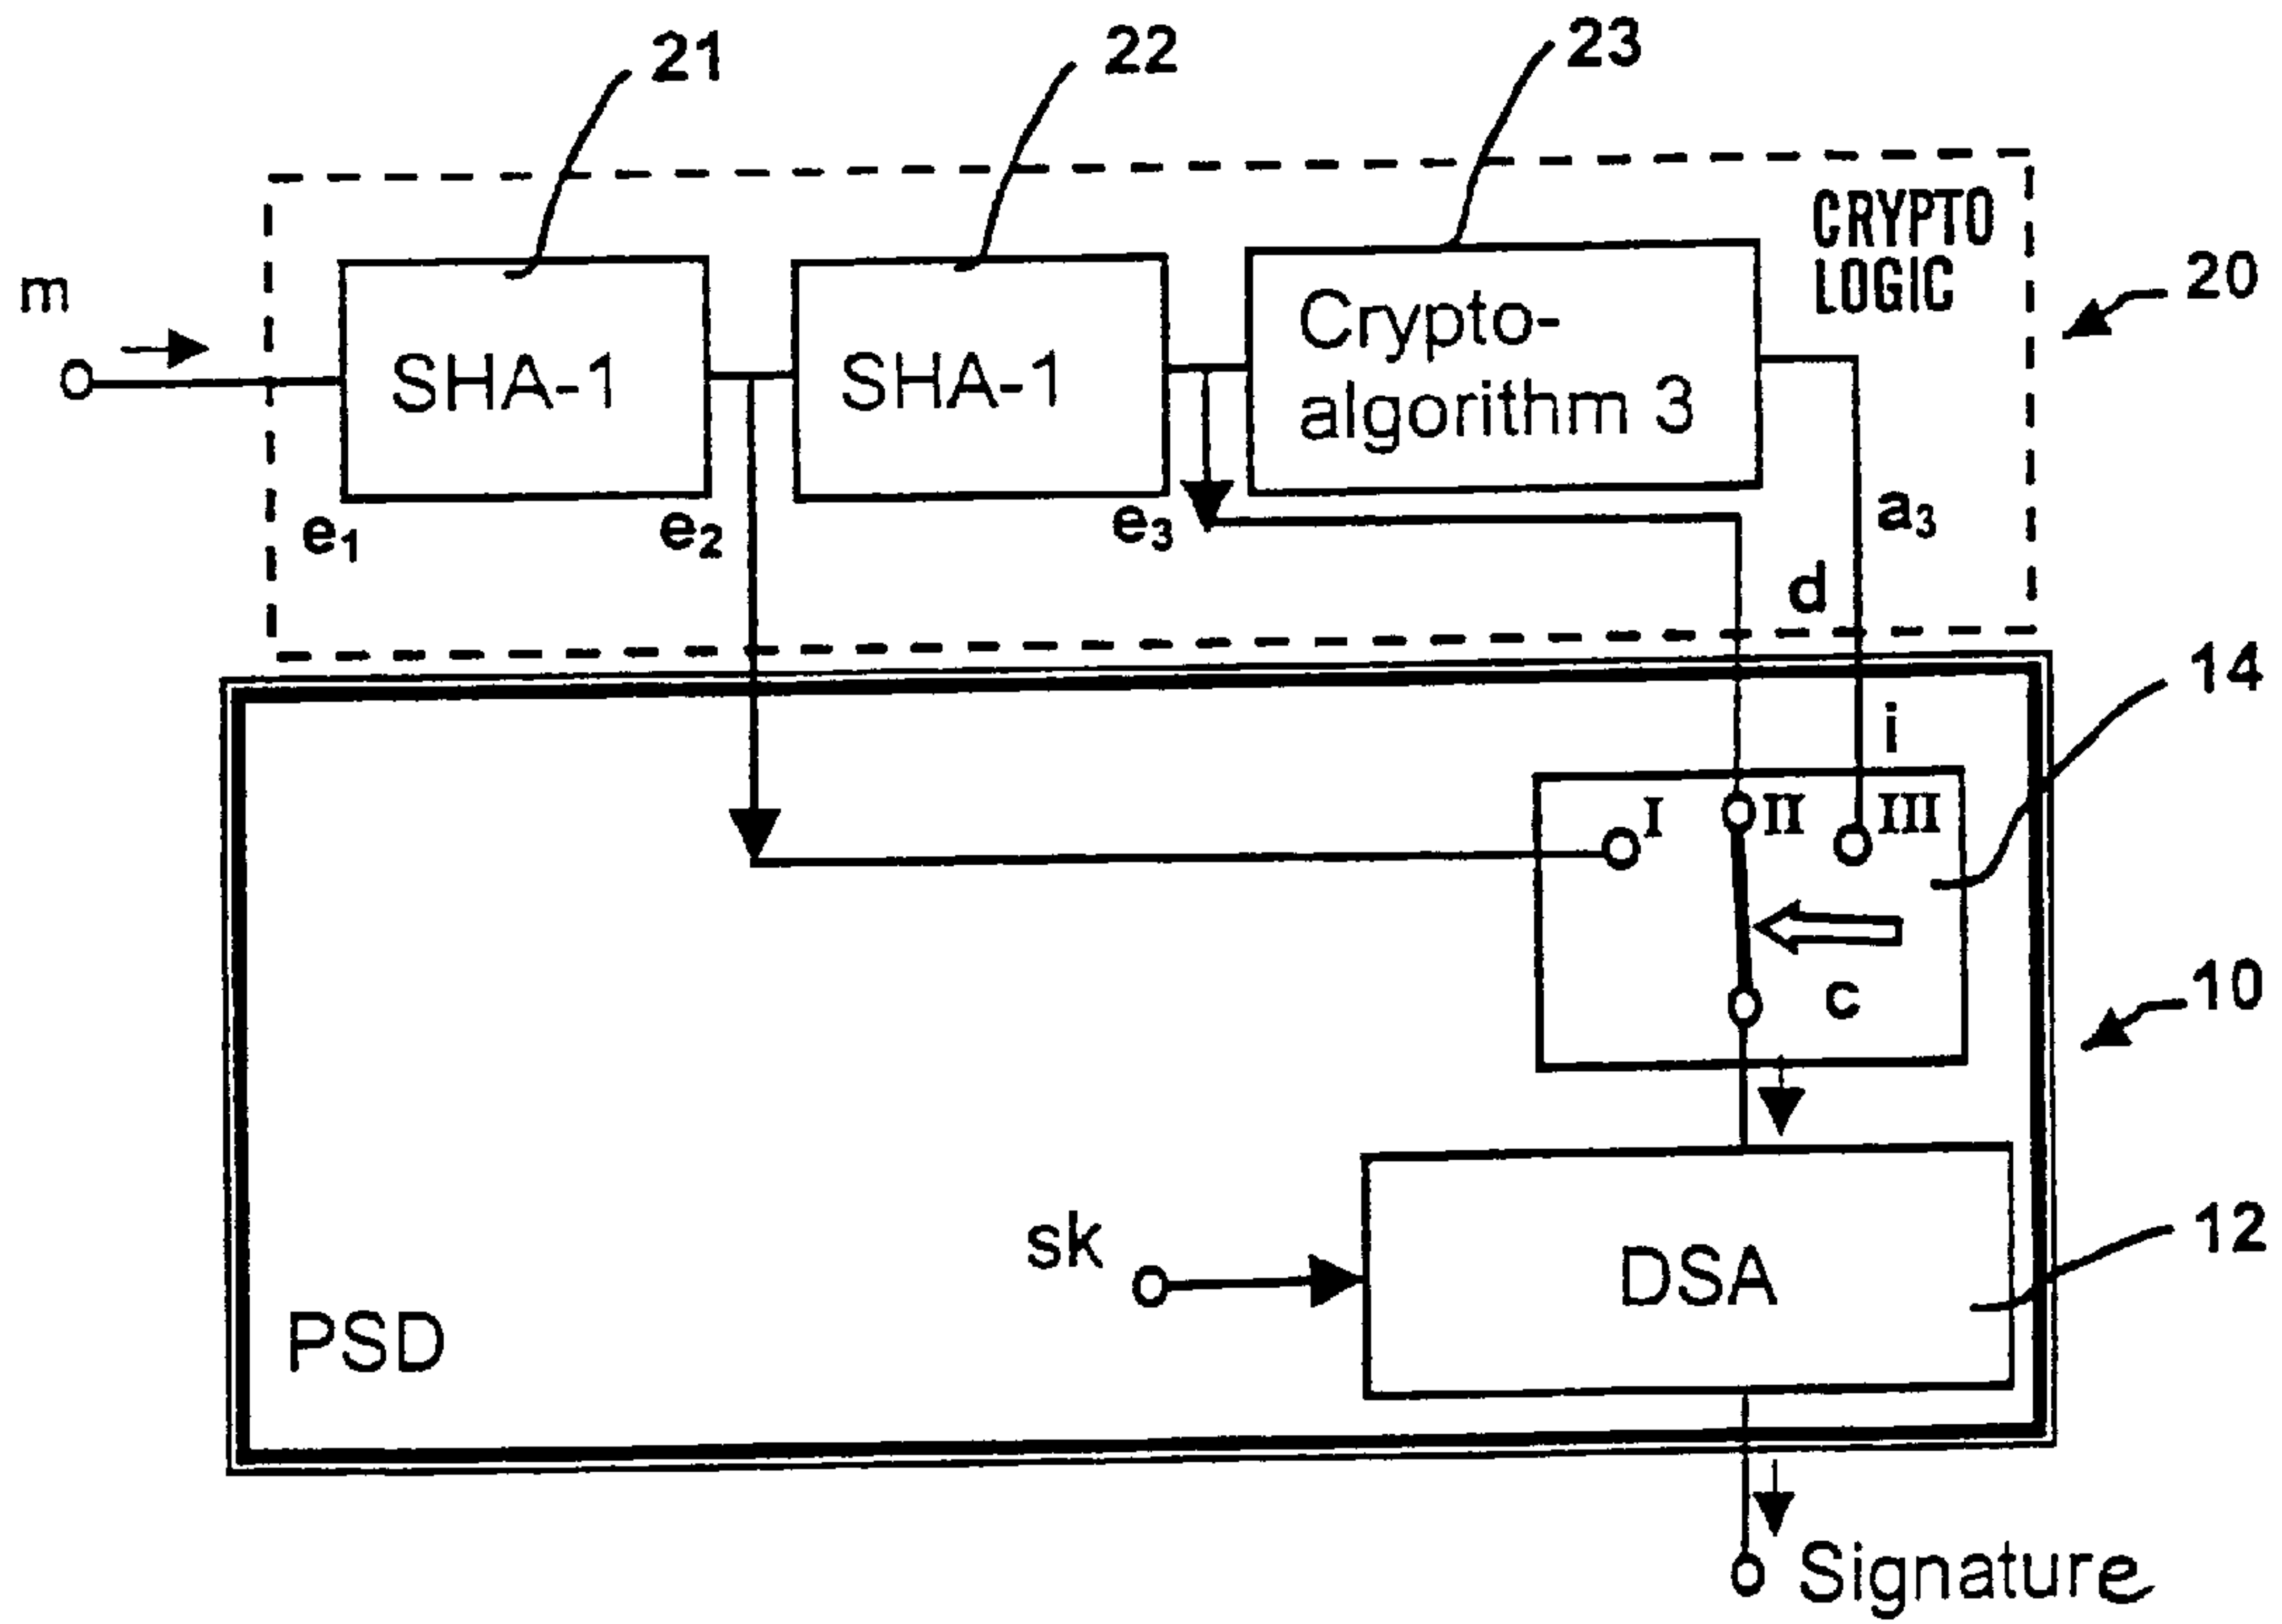 21
22
23
CRYPTO
LOGIC
20
m
SHA-1
SHA-1
Crypto-
algorithm 3
e1
e2
e3
a3
d
14
i
I
II
III
c
10
sk
DSA
12
PSD
Signature